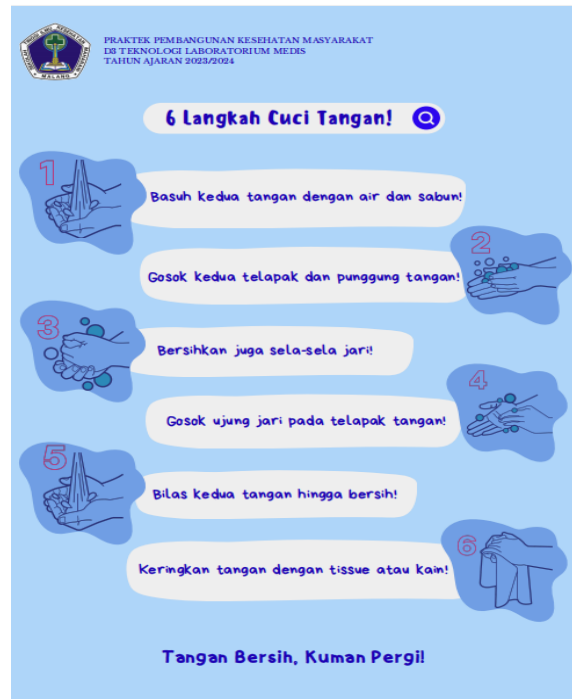 PRAKTEK PEMBANGUNAN KESEHATAN MASYARAKAT
D3 TEKNOLOGI LABORATORIUM MEDIS
TAHUN AJARAN 2023/2024
MALANG
6 Langkah Cuci Tangan!
1
Basuh kedua tangan dengan air dan sabun!
2
Gosok kedua telapak dan punggung tangan!
3
Bersihkan juga sela-sela jari!
4
Gosok ujung jari pada telapak tangan!
5
Bilas kedua tangan hingga bersih!
6
Keringkan tangan dengan tissue atau kain!
Tangan Bersih, Kuman Pergi!